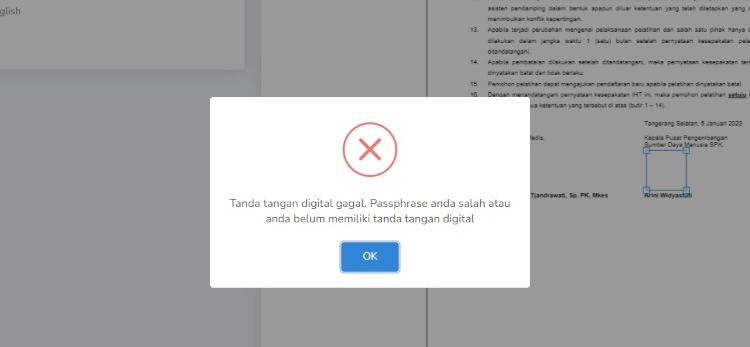 glish
asisten pendamping dalam bentuk apapun diluar ketentuan yang telah ditetapkan yang
menimbulkan konflik kepentingan.
13. Apabila terjadi perubahan mengenai pelaksanaan pelatihan dari salah satu pihak hanya
dilakukan dalam jangka waktu 1 (satu) bulan setelah pernyataan kesepakatan
ditandatangani.
14. Apabila pembatalan dilakukan setelah ditandatangani, maka pernyataan kesepakatan
dinyatakan batal dan tidak berlaku.
15. Pemohon pelatihan dapat mengajukan pendaftaran baru apabila pelatihan dinyatakan batal.
16. Dengan menandatangani pernyataan kesepakatan IHT ini, maka pemohon pelatihan
ua ketentuan yang tersebut di atas (butir 1 – 14).
Tangerang Selatan, 5 Januari 2023
Medis,
Kepala Pusat Pengembangan
Sumber Daya Manusia SPK,
Tjandrawati, Sp. PK, Mkes
Arini Widyastuti
Tanda tangan digital gagal. Passphrase anda salah atau
anda belum memiliki tanda tangan digital
OK